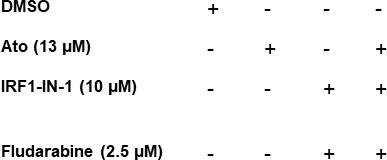 DMSO + - - -
Ato (13 µM) - + - +
IRF1-IN-1 (10 µM) - - + +
Fludarabine (2.5 µM) - - + +